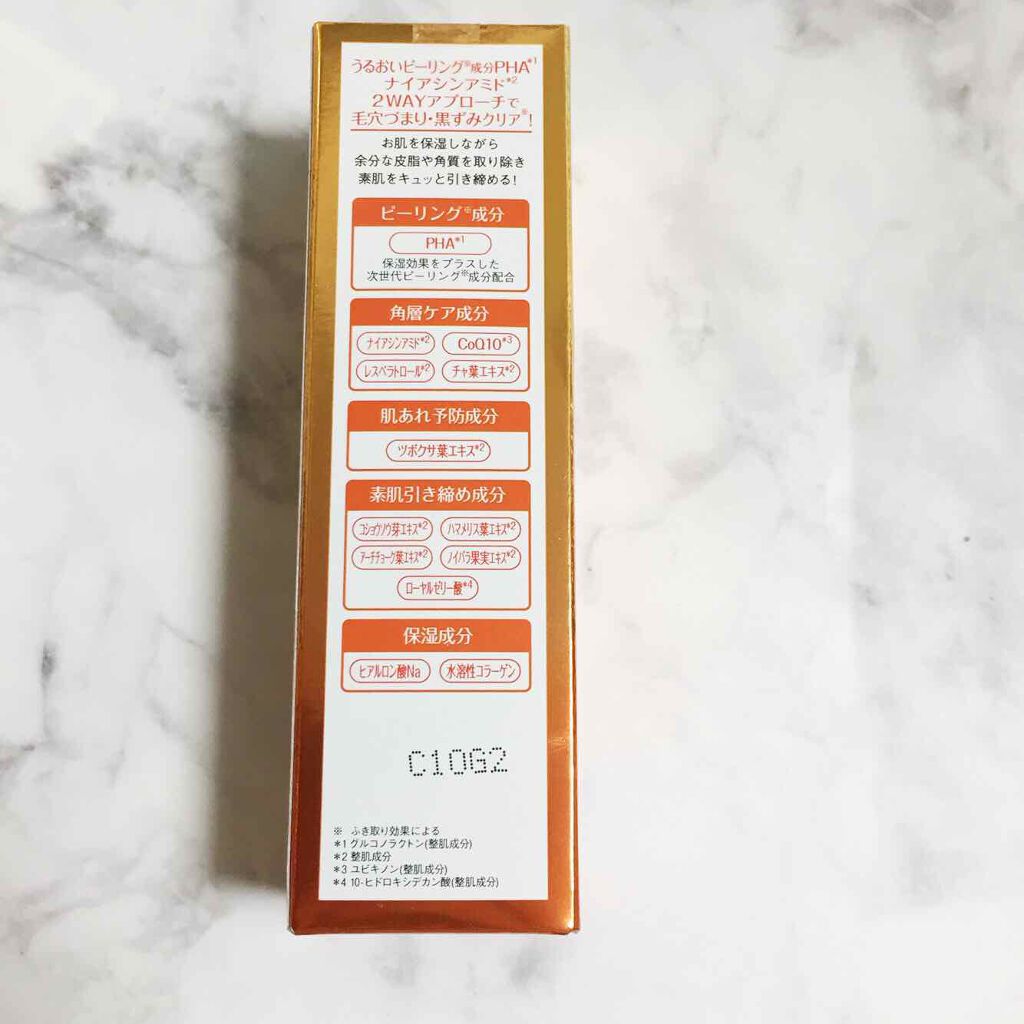 うるおいピーリング※成分PHA*1
ナイアシンアミド*2
2WAYアプローチで
毛穴づまり・黒ずみクリア※!
お肌を保湿しながら
余分な皮脂や角質を取り除き
素肌をキュッと引き締める!
ピーリング※成分
PHA*1
保湿効果をプラスした
次世代ピーリング※成分配合
角層ケア成分
ナイアシンアミド*2 CoQ10*3
レスベラトロール*2 チャ葉エキス*2
肌あれ予防成分
ツボクサ葉エキス*2
素肌引き締め成分
コショウソウ芽エキス*2 ハマメリス葉エキス*2
アーチチョーク葉エキス*2 ノイバラ果実エキス*2
ローヤルゼリー酸*4
保湿成分
ヒアルロン酸Na 水溶性コラーゲン
C10G2
※ ふき取り効果による
*1 グルコノラクトン(整肌成分)
*2 整肌成分
*3 ユビキノン(整肌成分)
*4 10-ヒドロキシデカン酸(整肌成分)